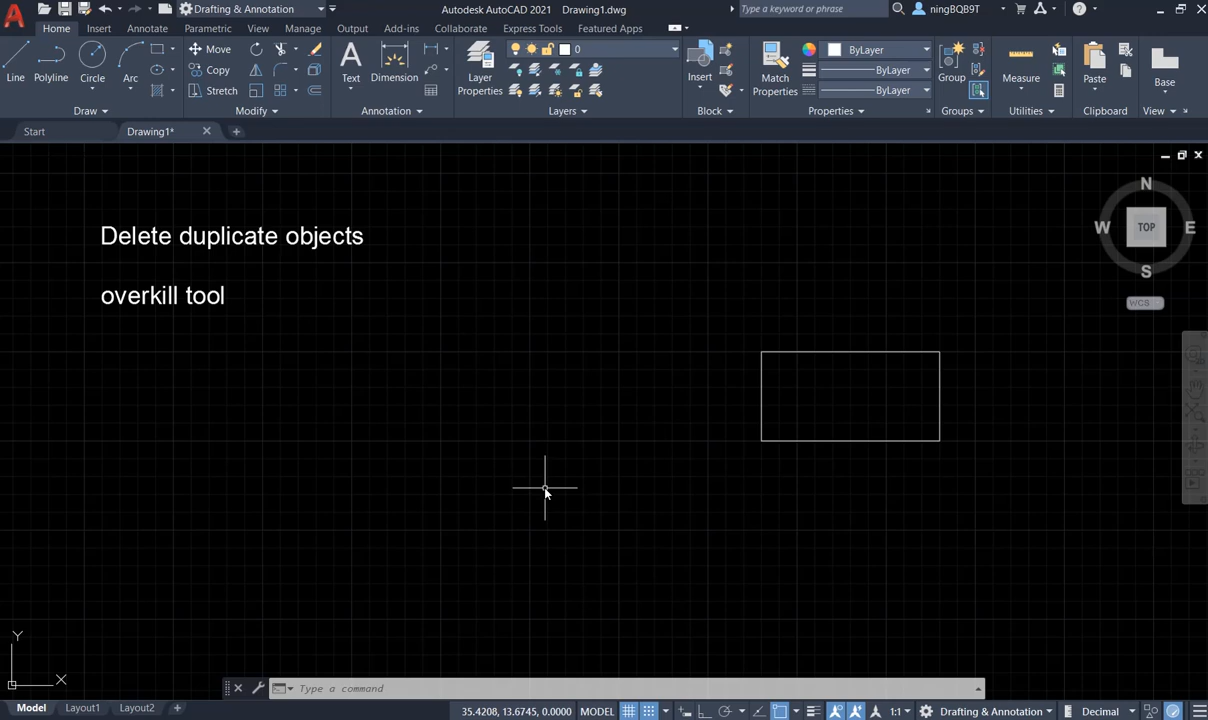 Drafting & Annotation
Autodesk AutoCAD 2021 Drawing1.dwg
Type a keyword or phrase
ningBQB9T
Home Insert Annotate Parametric View Manage Output Add-ins Collaborate Express Tools Featured Apps
Line Polyline Circle Arc
Move
Copy
Stretch
Text Dimension
Layer
Properties
0
Insert
Match
Properties
ByLayer
ByLayer
ByLayer
Group
Measure
Paste
Base
Draw Modify Annotation Layers Block Properties Groups Utilities Clipboard View
Start Drawing1*
Delete duplicate objects
overkill tool
N
W TOP E
S
WCS
Y
X
Type a command
Model Layout1 Layout2
35.4208, 13.6745, 0.0000 MODEL 1:1 Drafting & Annotation Decimal